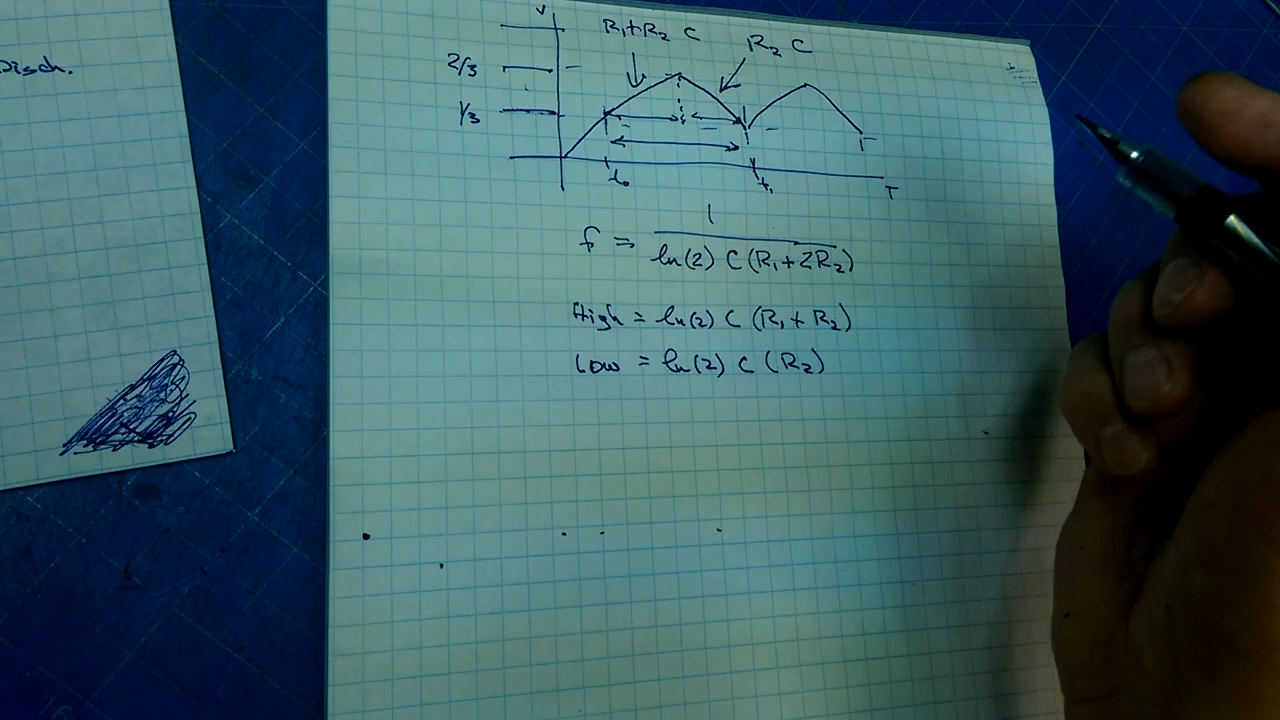 Disch.
V
R₁+R₂ C
R₂ C
2/3
1/3
t₀
t₁
T
f = 1 / ln(2) C (R₁+2R₂)
High = ln(2) C (R₁ + R₂)
Low = ln(2) C (R₂)